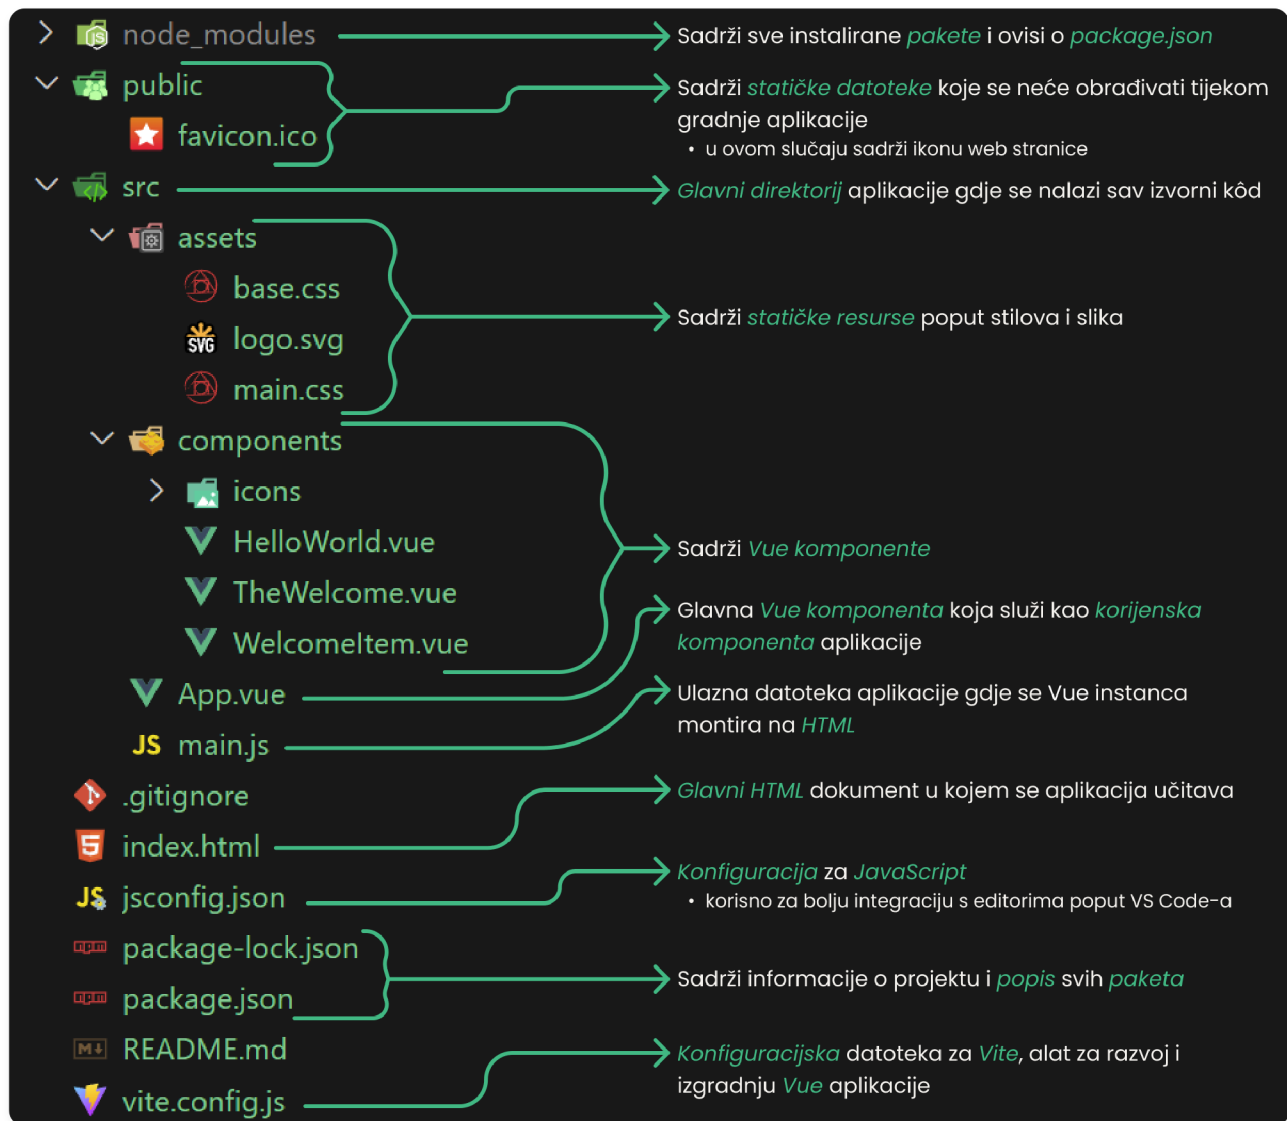 node_modules
Sadrži sve instalirane pakete i ovisi o package.json
public
Sadrži statičke datoteke koje se neće obrađivati tijekom
gradnje aplikacije
favicon.ico
• u ovom slučaju sadrži ikonu web stranice
src
Glavni direktorij aplikacije gdje se nalazi sav izvorni kôd
assets
base.css
logo.svg
Sadrži statičke resurse poput stilova i slika
main.css
components
icons
HelloWorld.vue
Sadrži Vue komponente
TheWelcome.vue
Glavna Vue komponenta koja služi kao korijenska
komponenta aplikacije
WelcomeItem.vue
App.vue
Ulazna datoteka aplikacije gdje se Vue instanca
montira na HTML
JS main.js
.gitignore
Glavni HTML dokument u kojem se aplikacija učitava
index.html
Konfiguracija za JavaScript
• korisno za bolju integraciju s editorima poput VS Code-a
JS jsconfig.json
package-lock.json
Sadrži informacije o projektu i popis svih paketa
package.json
README.md
Konfiguracijska datoteka za Vite, alat za razvoj i
izgradnju Vue aplikacije
vite.config.js